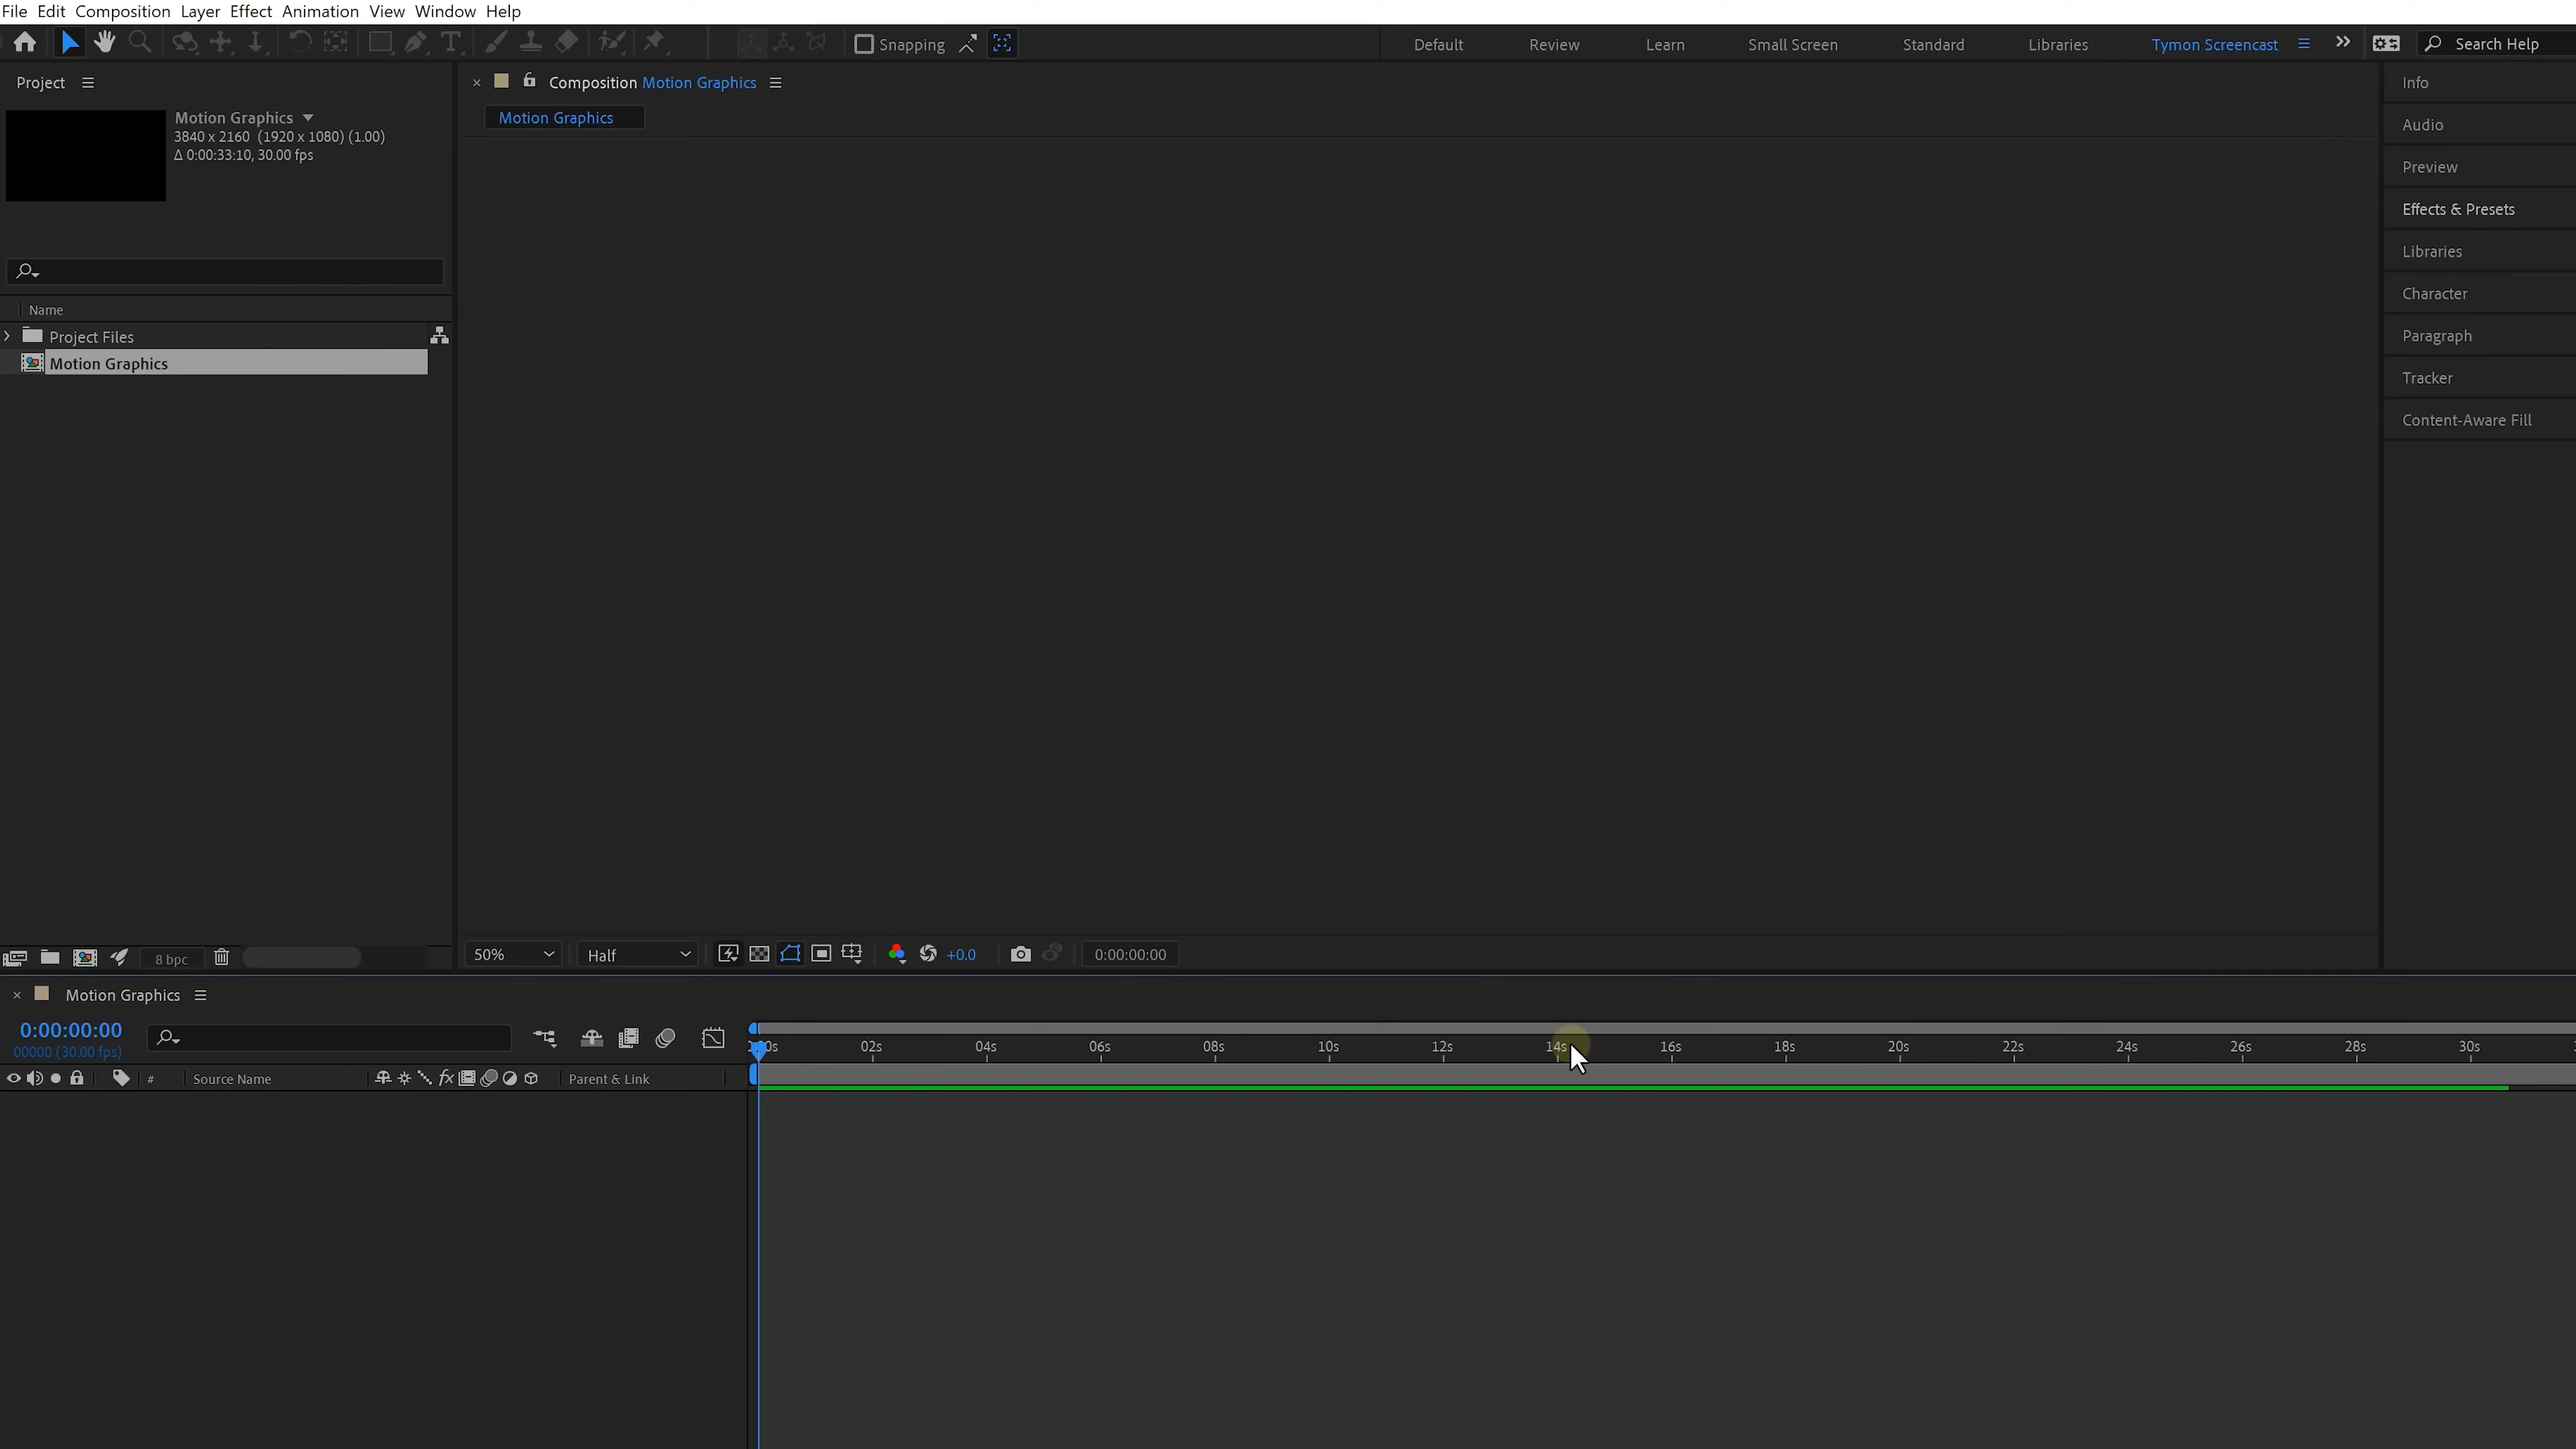 File Edit Composition Layer Effect Animation View Window Help
Snapping
Default Review Learn Small Screen Standard Libraries Tymon Screencast Search Help
Project
Composition Motion Graphics
Info
Motion Graphics
3840 x 2160 (1920 x 1080) (1.00)
Δ 0:00:33:10, 30.00 fps
Motion Graphics
Audio
Preview
Effects & Presets
Libraries
Character
Paragraph
Tracker
Content-Aware Fill
Name
Project Files
Motion Graphics
8 bpc
50% Half +0.0 0:00:00:00
Motion Graphics
0:00:00:00
00000 (30.00 fps)
02s 04s 06s 08s 10s 12s 14s 16s 18s 20s 22s 24s 26s 28s 30s
# Source Name fx Parent & Link